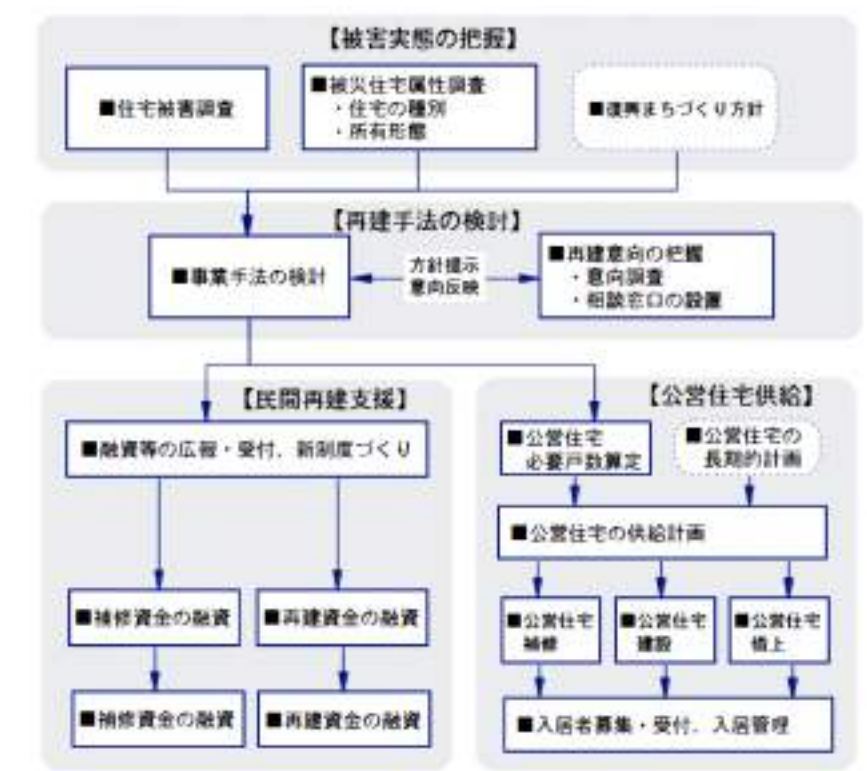 【被害実態の把握】
■住宅被害調査
■被災住宅属性調査
・住宅の種別
・所有形態
■復興まちづくり方針
【再建手法の検討】
■事業手法の検討
方針提示
意向反映
■再建意向の把握
・意向調査
・相談窓口の設置
【民間再建支援】
■融資等の広報・受付、新制度づくり
■補修資金の融資
■再建資金の融資
■補修資金の融資
■再建資金の融資
【公営住宅供給】
■公営住宅
必要戸数算定
■公営住宅の
長期的計画
■公営住宅の供給計画
■公営住宅
補修
■公営住宅
建設
■公営住宅
借上
■入居者募集・受付、入居管理